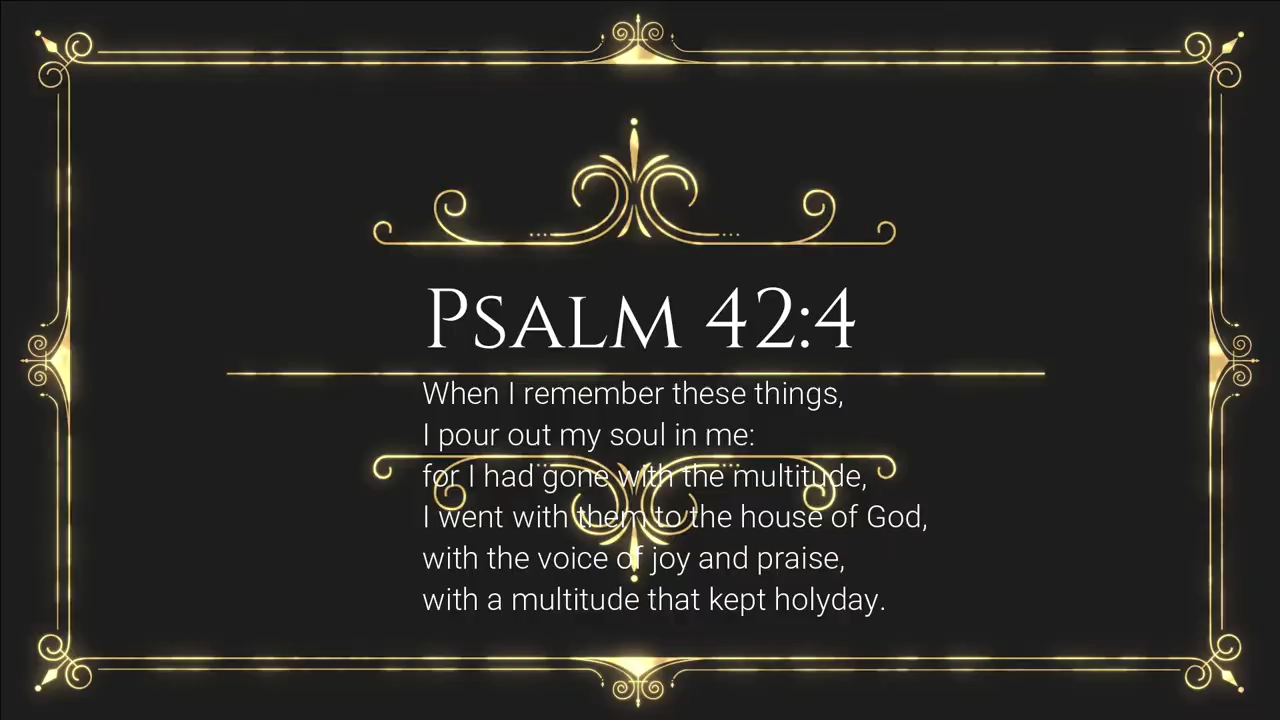 Psalm 42:4
When I remember these things,
I pour out my soul in me:
for I had gone with the multitude,
I went with them to the house of God,
with the voice of joy and praise,
with a multitude that kept holyday.